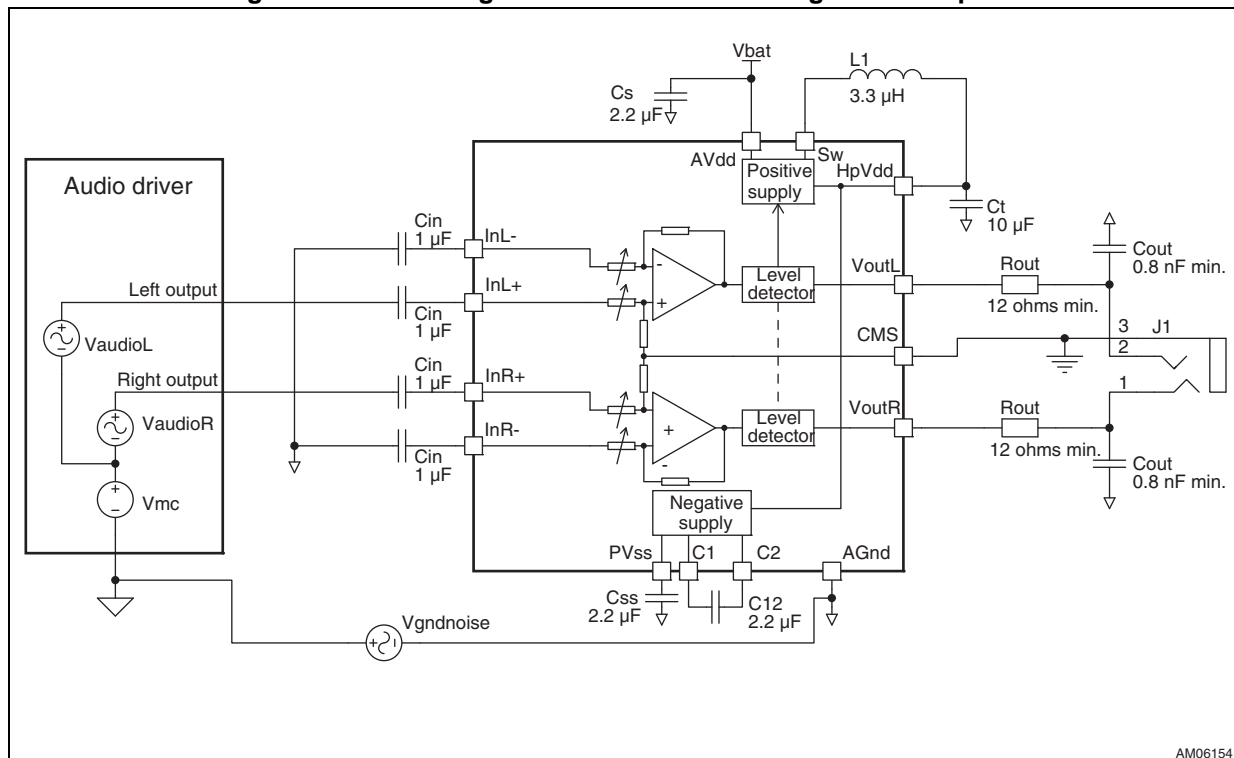 Vbat
L1
3.3 µH
Cs
2.2 µF
AVdd
Sw
Positive
supply
HpVdd
Ct
10 µF
Audio driver
Cin
1 µF
InL-
Left output
InL+
Cin
1 µF
-
+
Level
detector
VoutL
Rout
12 ohms min.
Cout
0.8 nF min.
VaudioL
+
-
CMS
3
J1
2
1
Right output
Cin
1 µF
InR+
VaudioR
+
-
InR-
Cin
1 µF
+
-
Level
detector
VoutR
Rout
12 ohms min.
Cout
0.8 nF min.
Vmc
+
-
Negative
supply
PVss
C1
C2
AGnd
Css
2.2 µF
C12
2.2 µF
Vgndnoise
+
-
AM06154